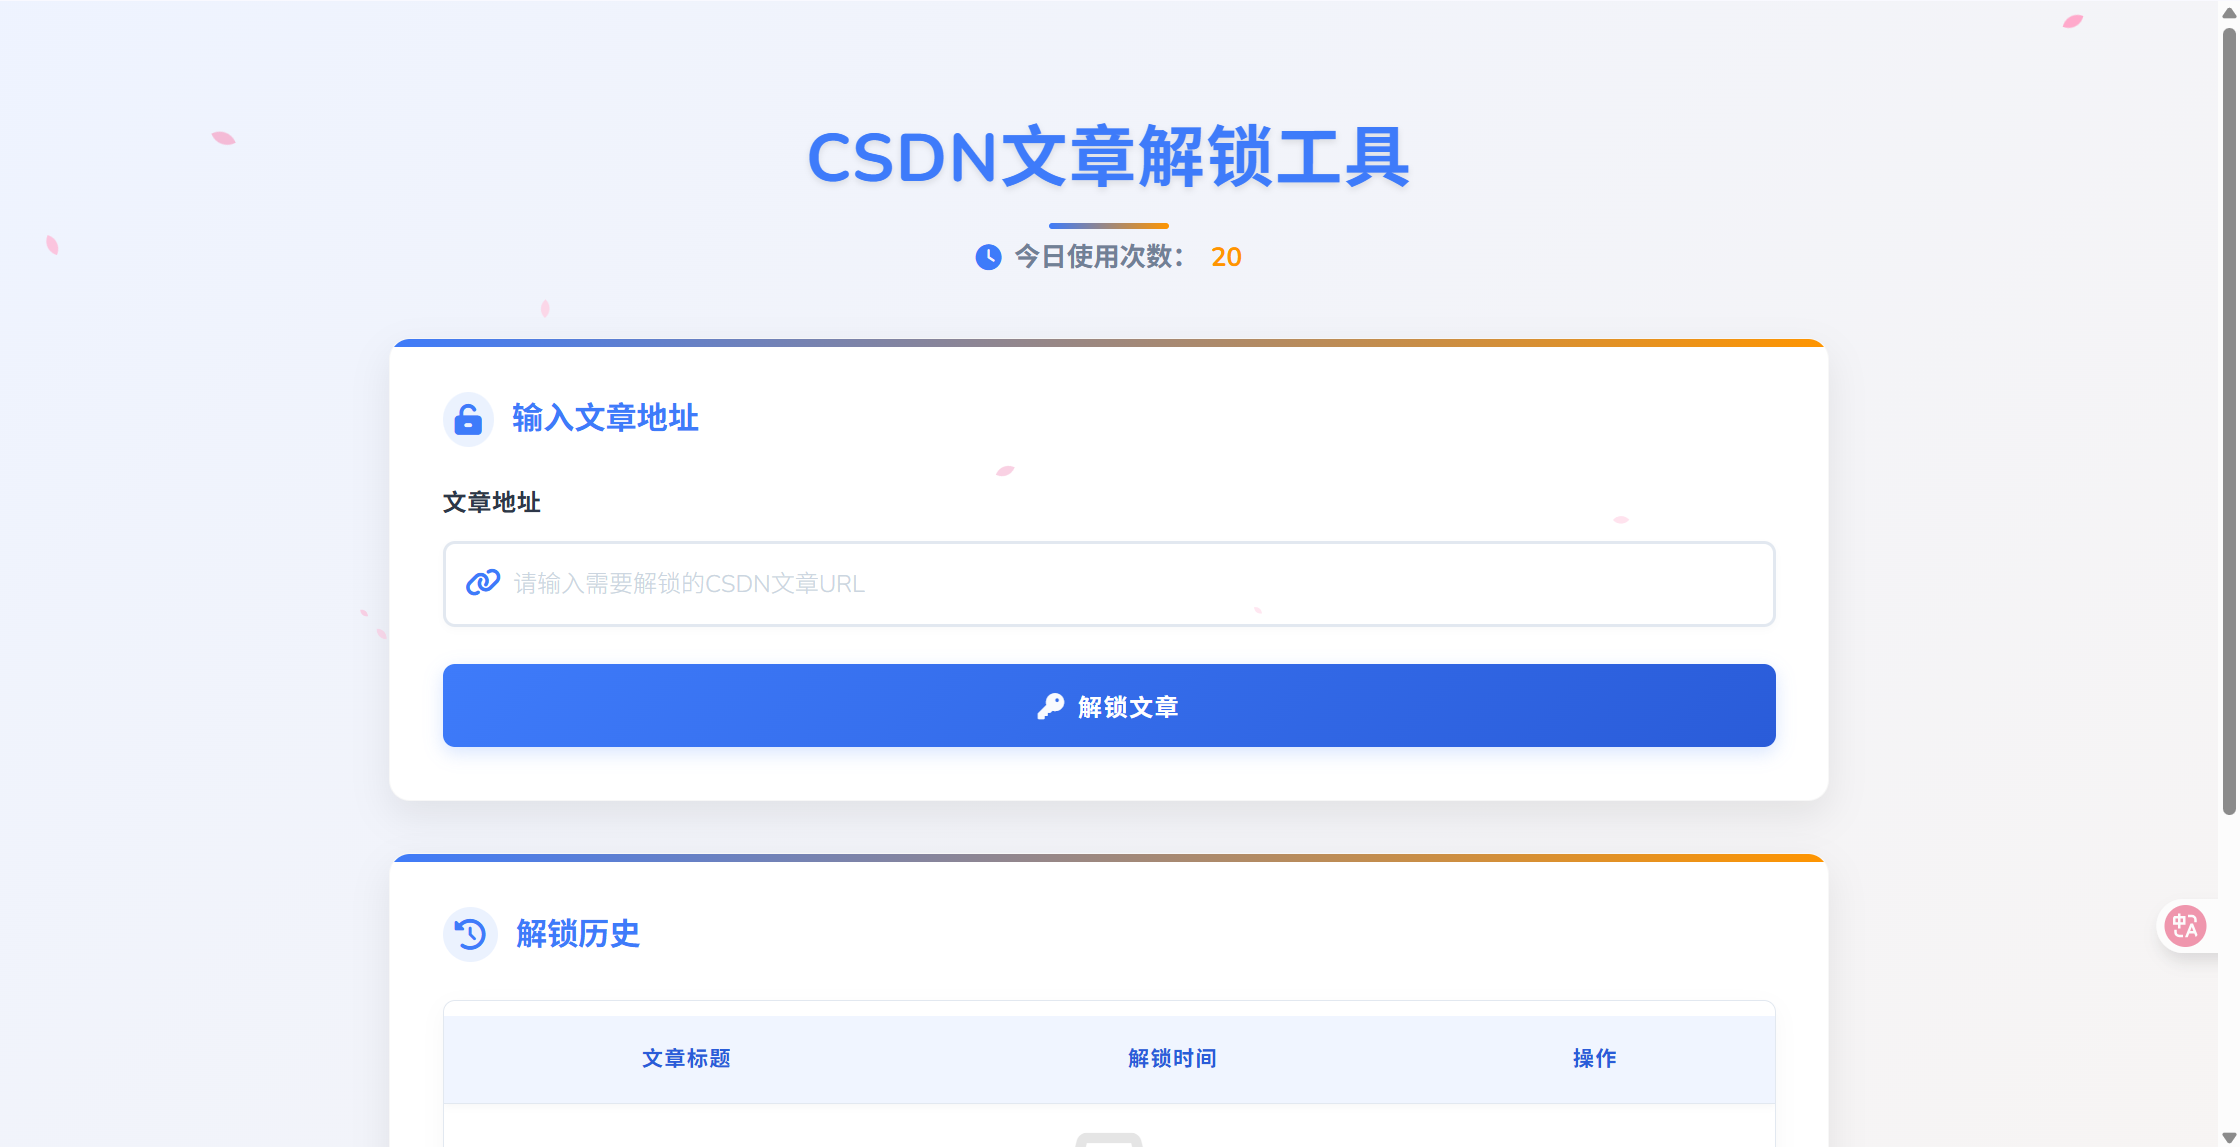 CSDN文章解锁工具
今日使用次数： 20
输入文章地址
文章地址
请输入需要解锁的CSDN文章URL
解锁文章
解锁历史
文章标题 解锁时间 操作
中 A